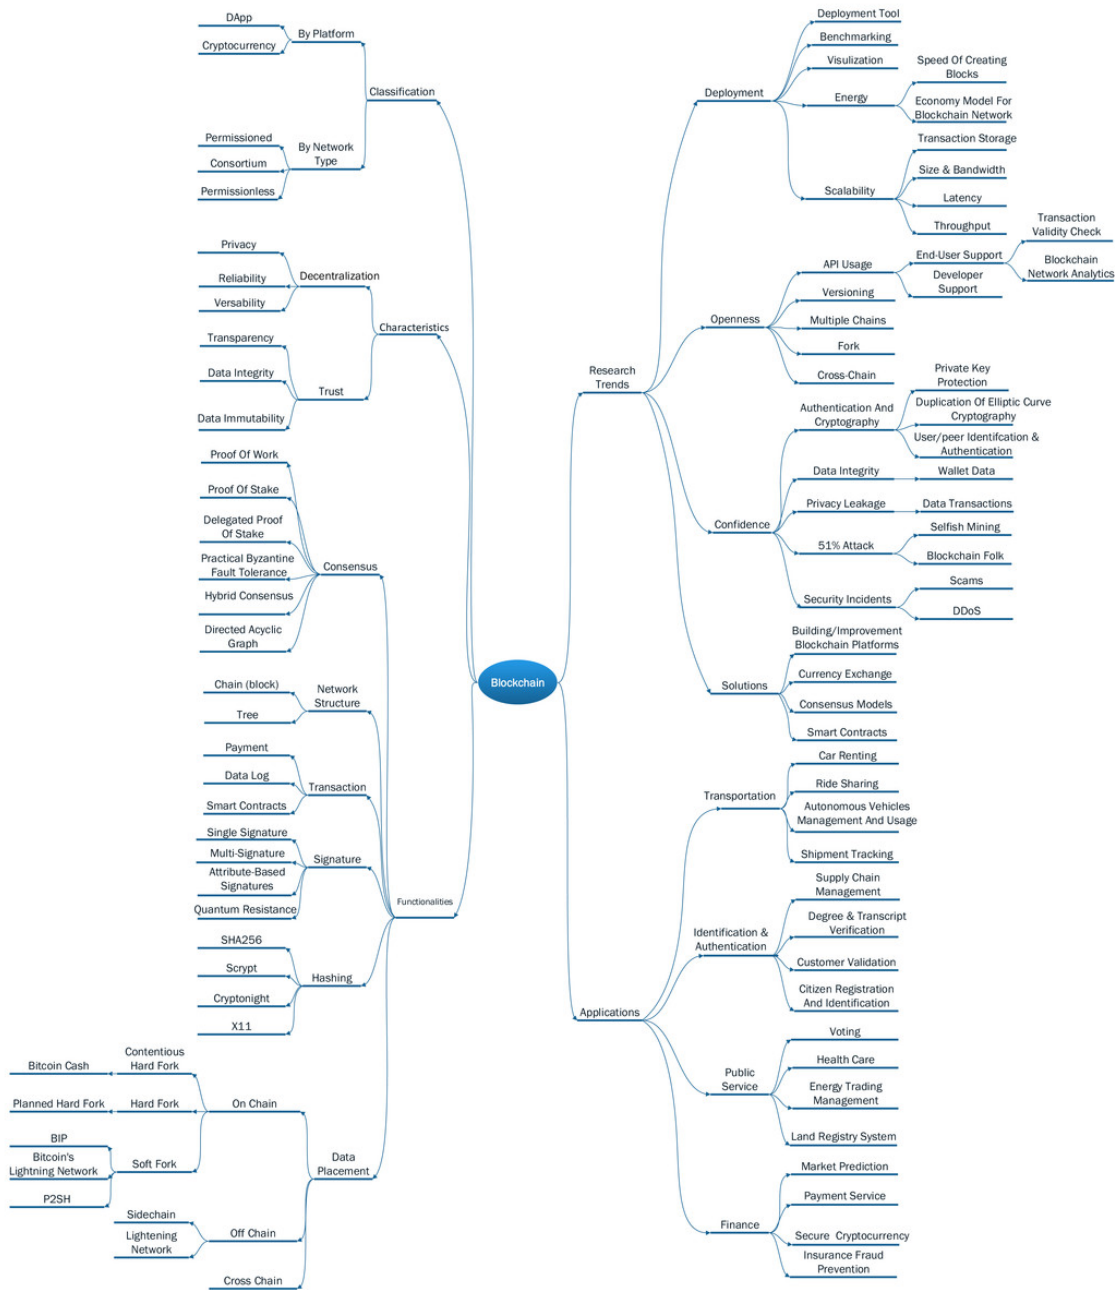 DApp
Cryptocurrency
By Platform
Classification
Permissioned
Consortium
Permissionless
By Network
Type
Privacy
Reliability
Versability
Decentralization
Characteristics
Transparency
Data Integrity
Data Immutability
Trust
Proof Of Work
Proof Of Stake
Delegated Proof
Of Stake
Practical Byzantine
Fault Tolerance
Hybrid Consensus
Directed Acyclic
Graph
Consensus
Chain (block)
Tree
Network
Structure
Payment
Data Log
Smart Contracts
Transaction
Single Signature
Multi-Signature
Attribute-Based
Signatures
Quantum Resistance
Signature
Functionalities
SHA256
Scrypt
Cryptonight
X11
Hashing
Bitcoin Cash
Contentious
Hard Fork
Planned Hard Fork
Hard Fork
On Chain
BIP
Bitcoin's
Lightning Network
P2SH
Soft Fork
Data
Placement
Sidechain
Lightening
Network
Off Chain
Cross Chain
Blockchain
Research
Trends
Deployment
Deployment Tool
Benchmarking
Visulization
Energy
Speed Of Creating
Blocks
Economy Model For
Blockchain Network
Scalability
Transaction Storage
Size & Bandwidth
Latency
Throughput
Openness
API Usage
End-User Support
Transaction
Validity Check
Blockchain
Network Analytics
Developer
Support
Versioning
Multiple Chains
Fork
Cross-Chain
Confidence
Authentication And
Cryptography
Private Key
Protection
Duplication Of Elliptic Curve
Cryptography
User/peer Identifcation &
Authentication
Data Integrity
Wallet Data
Privacy Leakage
Data Transactions
51% Attack
Selfish Mining
Blockchain Folk
Security Incidents
Scams
DDoS
Solutions
Building/Improvement
Blockchain Platforms
Currency Exchange
Consensus Models
Smart Contracts
Applications
Transportation
Car Renting
Ride Sharing
Autonomous Vehicles
Management And Usage
Shipment Tracking
Identification &
Authentication
Supply Chain
Management
Degree & Transcript
Verification
Customer Validation
Citizen Registration
And Identification
Public
Service
Voting
Health Care
Energy Trading
Management
Land Registry System
Finance
Market Prediction
Payment Service
Secure Cryptocurrency
Insurance Fraud
Prevention